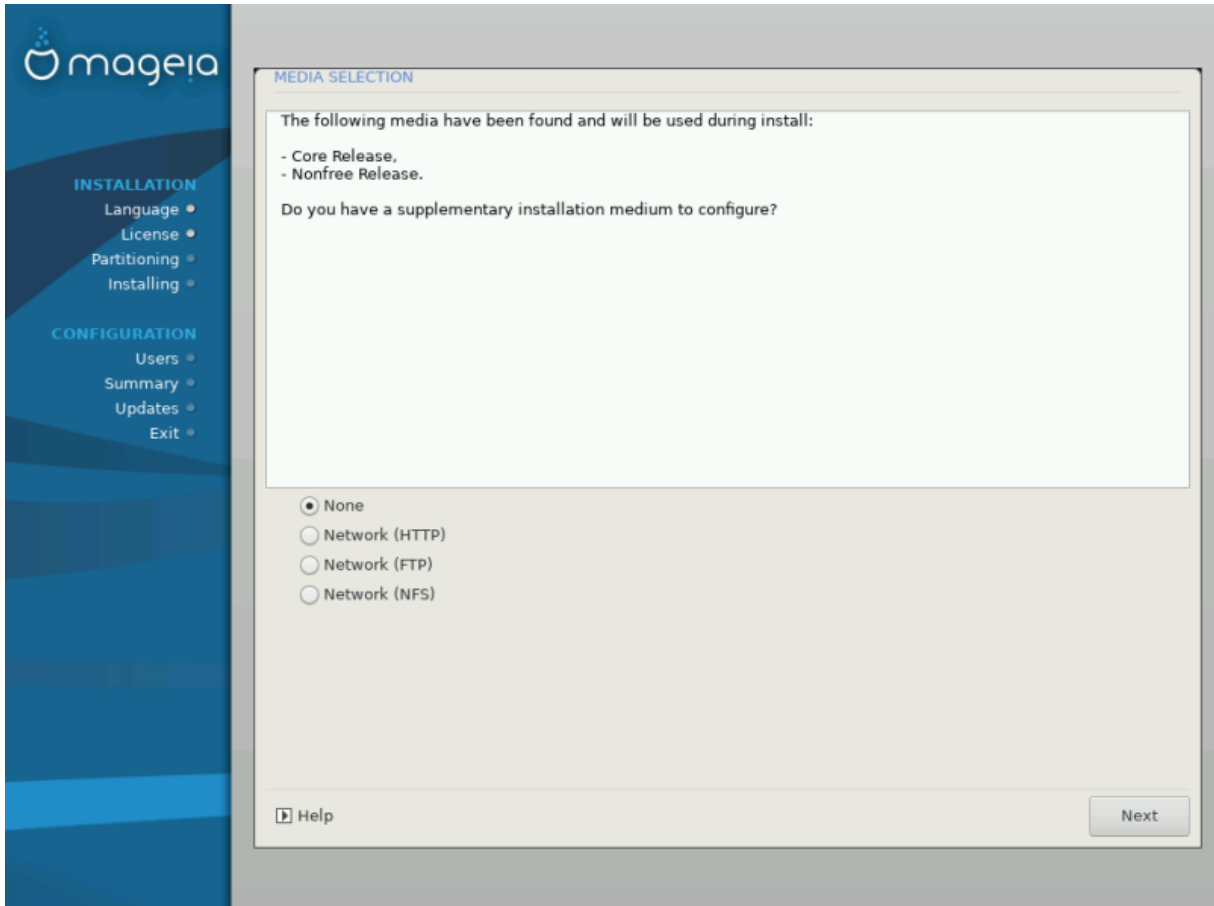 mageia
INSTALLATION
Language
License
Partitioning
Installing
CONFIGURATION
Users
Summary
Updates
Exit
MEDIA SELECTION
The following media have been found and will be used during install:
- Core Release,
- Nonfree Release.
Do you have a supplementary installation medium to configure?
None
Network (HTTP)
Network (FTP)
Network (NFS)
Help
Next